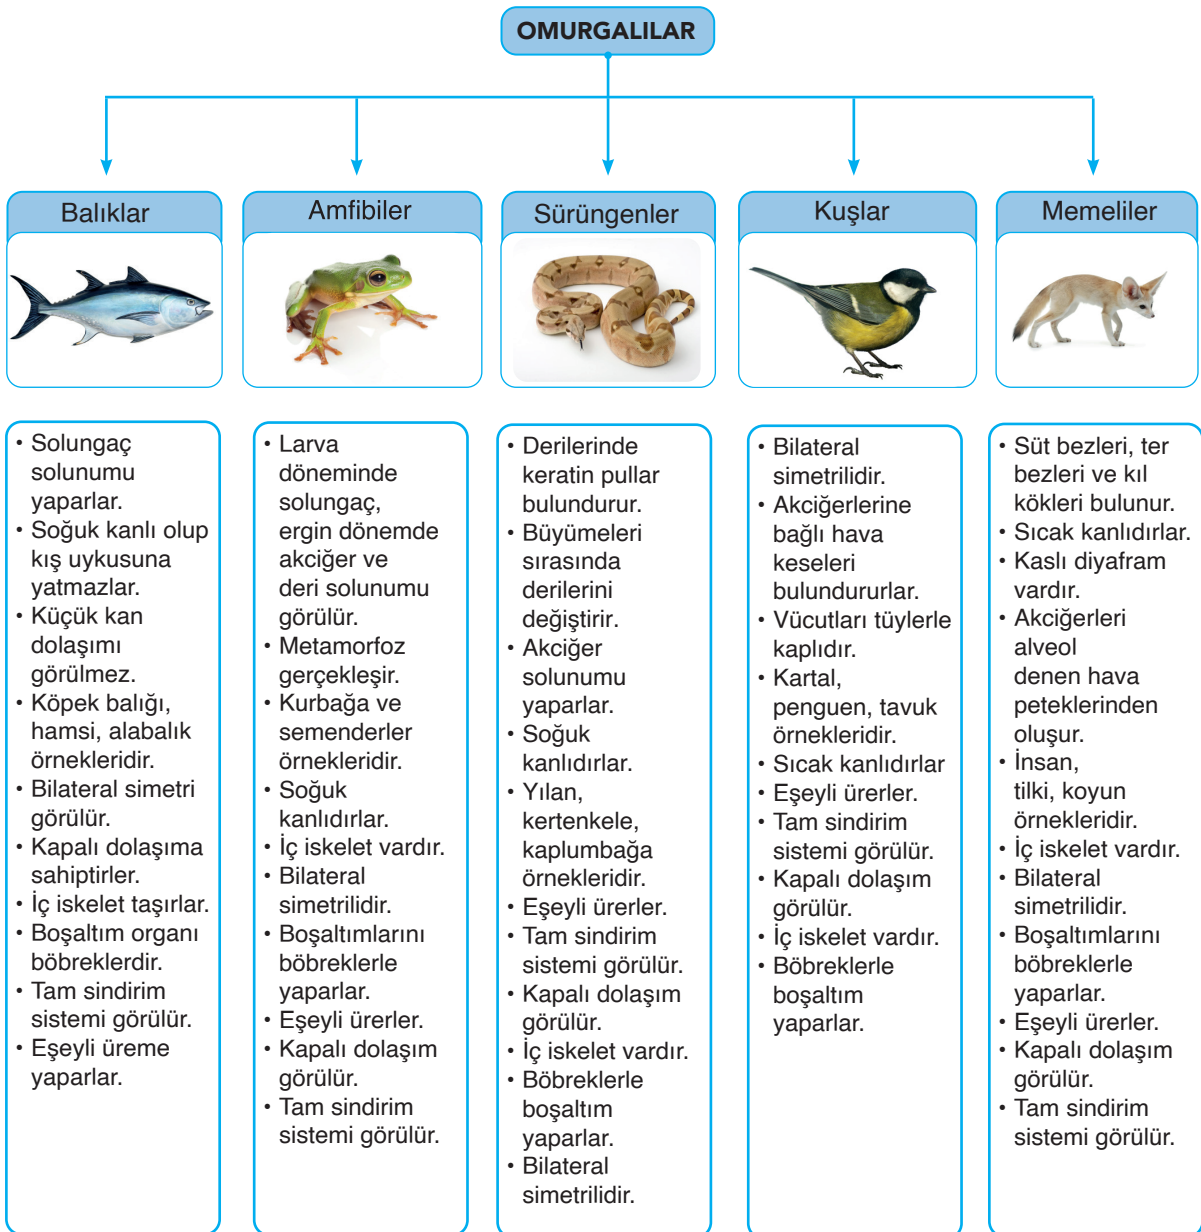 OMURGALILAR
Balıklar
Amfibiler
Sürüngenler
Kuşlar
Memeliler
• Solungaç
solunumu
yaparlar.
• Soğuk kanlı olup
kış uykusuna
yatmazlar.
• Küçük kan
dolaşımı
görülmez.
• Köpek balığı,
hamsi, alabalık
örnekleridir.
• Bilateral simetri
görülür.
• Kapalı dolaşıma
sahiptirler.
• İç iskelet taşırlar.
• Boşaltım organı
böbreklerdir.
• Tam sindirim
sistemi görülür.
• Eşeyli üreme
yaparlar.
• Larva
döneminde
solungaç,
ergin dönemde
akciğer ve
deri solunumu
görülür.
• Metamorfoz
gerçekleşir.
• Kurbağa ve
semenderler
örnekleridir.
• Soğuk
kanlıdırlar.
• İç iskelet vardır.
• Bilateral
simetrilidir.
• Boşaltımlarını
böbreklerle
yaparlar.
• Eşeyli ürerler.
• Kapalı dolaşım
görülür.
• Tam sindirim
sistemi görülür.
• Derilerinde
keratin pullar
bulundurur.
• Büyümeleri
sırasında
derilerini
değiştirir.
• Akciğer
solunumu
yaparlar.
• Soğuk
kanlıdırlar.
• Yılan,
kertenkele,
kaplumbağa
örnekleridir.
• Eşeyli ürerler.
• Tam sindirim
sistemi görülür.
• Kapalı dolaşım
görülür.
• İç iskelet vardır.
• Böbreklerle
boşaltım
yaparlar.
• Bilateral
simetrilidir.
• Bilateral
simetrilidir.
• Akciğerlerine
bağlı hava
keseleri
bulundururlar.
• Vücutları tüylerle
kaplıdır.
• Kartal,
penguen, tavuk
örnekleridir.
• Sıcak kanlıdırlar
• Eşeyli ürerler.
• Tam sindirim
sistemi görülür.
• Kapalı dolaşım
görülür.
• İç iskelet vardır.
• Böbreklerle
boşaltım
yaparlar.
• Süt bezleri, ter
bezleri ve kıl
kökleri bulunur.
• Sıcak kanlıdırlar.
• Kaslı diyafram
vardır.
• Akciğerleri
alveol
denen hava
peteklerinden
oluşur.
• İnsan,
tilki, koyun
örnekleridir.
• İç iskelet vardır.
• Bilateral
simetrilidir.
• Boşaltımlarını
böbreklerle
yaparlar.
• Eşeyli ürerler.
• Kapalı dolaşım
görülür.
• Tam sindirim
sistemi görülür.